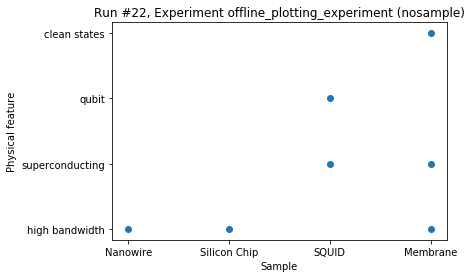 Run #22, Experiment offline_plotting_experiment (nosample)
clean states
qubit
superconducting
high bandwidth
Physical feature
Nanowire Silicon Chip SQUID Membrane
Sample